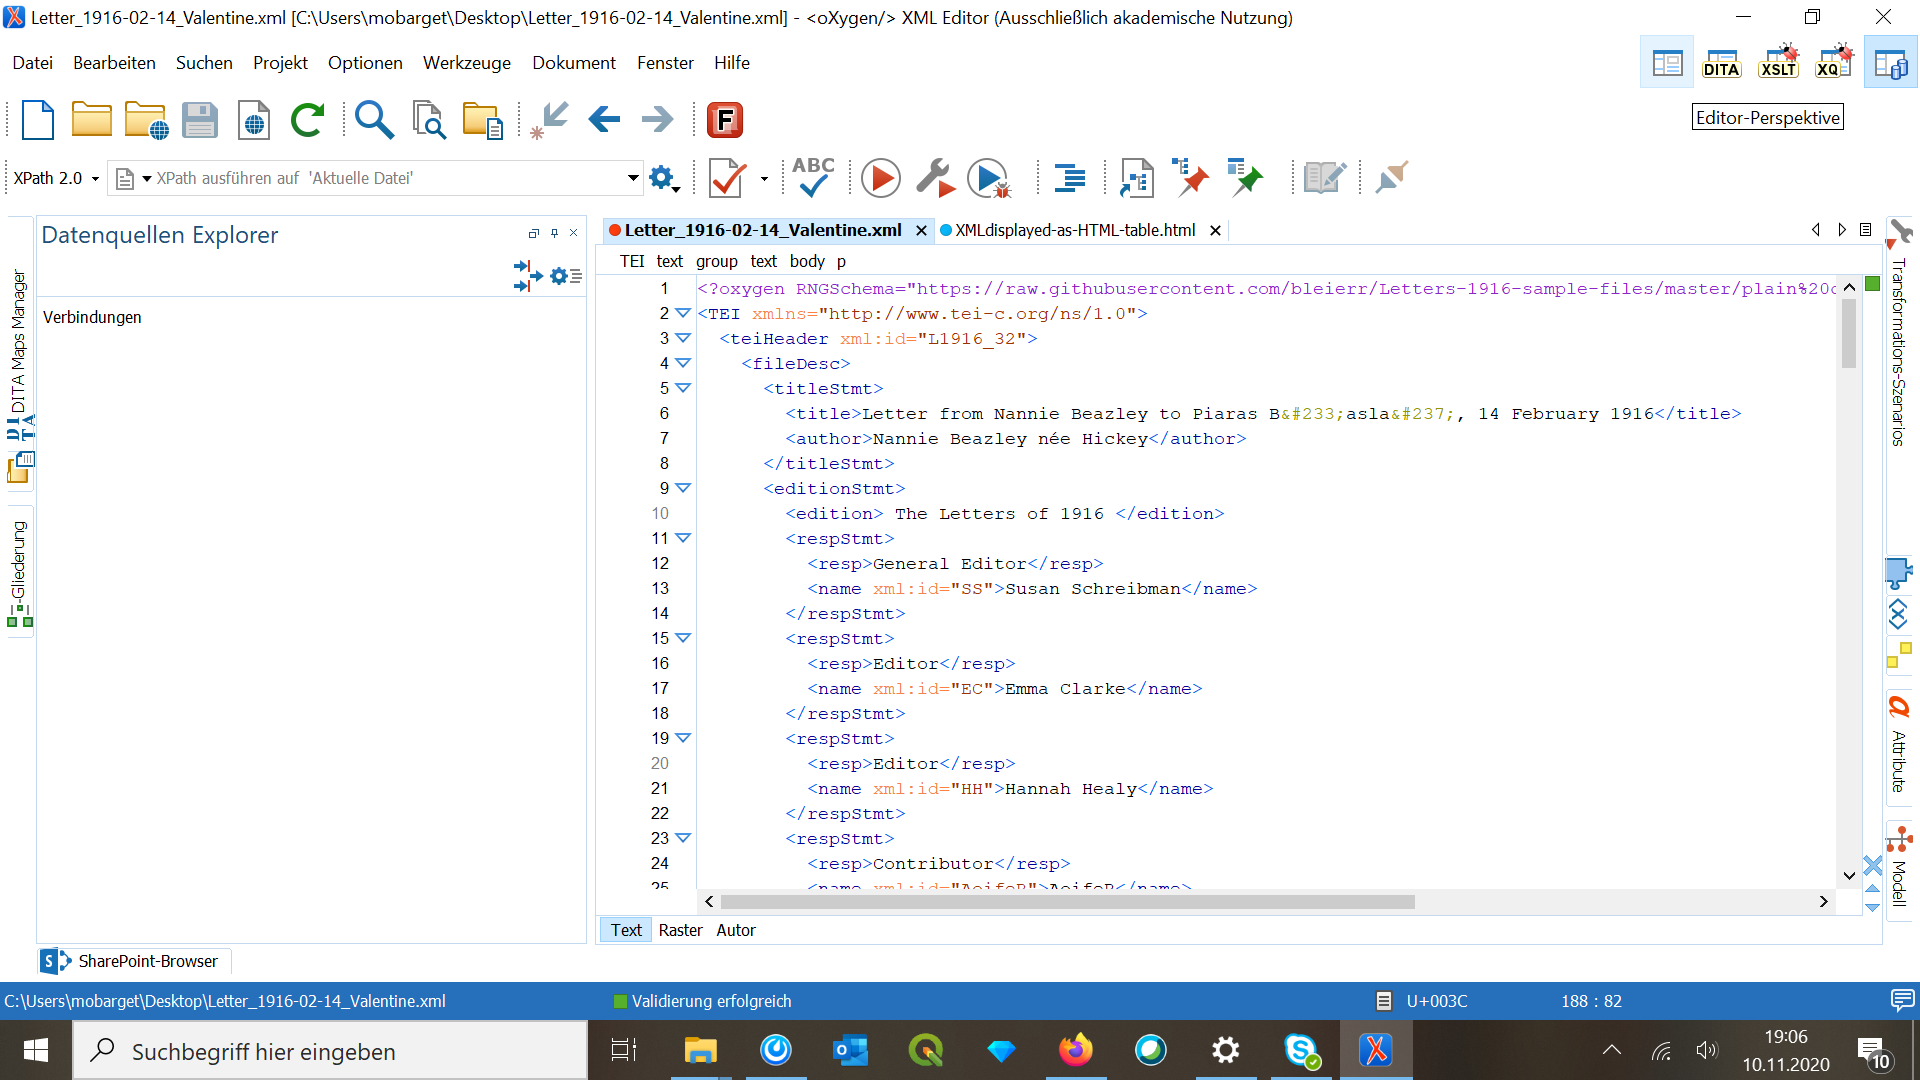 Letter_1916-02-14_Valentine.xml [C:\Users\mobarget\Desktop\Letter_1916-02-14_Valentine.xml] - <oXygen/> XML Editor (Ausschließlich akademische Nutzung)
Datei Bearbeiten Suchen Projekt Optionen Werkzeuge Dokument Fenster Hilfe
DITA XSLT XQ
Editor-Perspektive
F
XPath 2.0 XPath ausführen auf 'Aktuelle Datei'
ABC
Datenquellen Explorer
Verbindungen
DITA Maps Manager
DITA
Gliederung
SharePoint-Browser
Letter_1916-02-14_Valentine.xml XMLdisplayed-as-HTML-table.html
TEI text group text body p
1 <?oxygen RNGSchema="https://raw.githubusercontent.com/bleierr/Letters-1916-sample-files/master/plain%20
2 <TEI xmlns="http://www.tei-c.org/ns/1.0">
3 <teiHeader xml:id="L1916_32">
4 <fileDesc>
5 <titleStmt>
6 <title>Letter from Nannie Beazley to Piaras B&#233;asla&#237;, 14 February 1916</title>
7 <author>Nannie Beazley née Hickey</author>
8 </titleStmt>
9 <editionStmt>
10 <edition> The Letters of 1916 </edition>
11 <respStmt>
12 <resp>General Editor</resp>
13 <name xml:id="SS">Susan Schreibman</name>
14 </respStmt>
15 <respStmt>
16 <resp>Editor</resp>
17 <name xml:id="EC">Emma Clarke</name>
18 </respStmt>
19 <respStmt>
20 <resp>Editor</resp>
21 <name xml:id="HH">Hannah Healy</name>
22 </respStmt>
23 <respStmt>
24 <resp>Contributor</resp>
25 <name xml:id="AoifeR">AoifeR</name>
Text Raster Autor
Transformations-Szenarios
Attribute
Modell
C:\Users\mobarget\Desktop\Letter_1916-02-14_Valentine.xml Validierung erfolgreich U+003C 188 : 82
Suchbegriff hier eingeben
19:06
10.11.2020
10